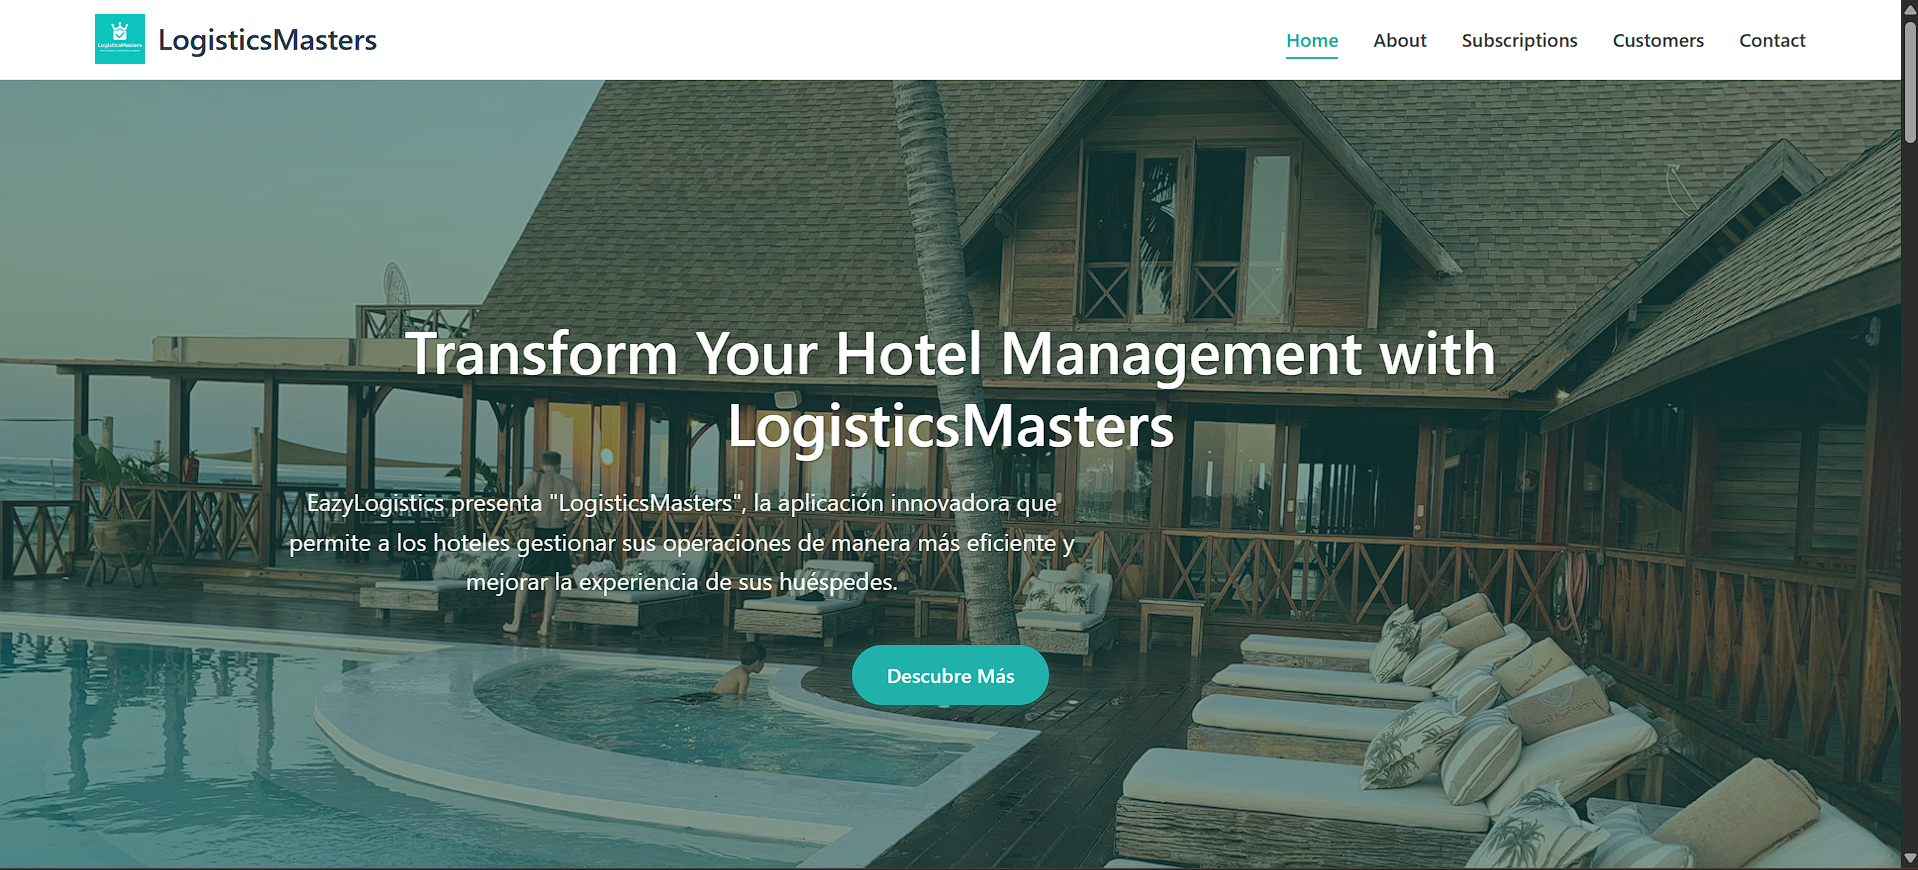 LogisticsMasters
LogisticsMasters
Home
About
Subscriptions
Customers
Contact
Transform Your Hotel Management with
LogisticsMasters
EazyLogistics presenta "LogisticsMasters", la aplicación innovadora que
permite a los hoteles gestionar sus operaciones de manera más eficiente y
mejorar la experiencia de sus huéspedes.
Descubre Más